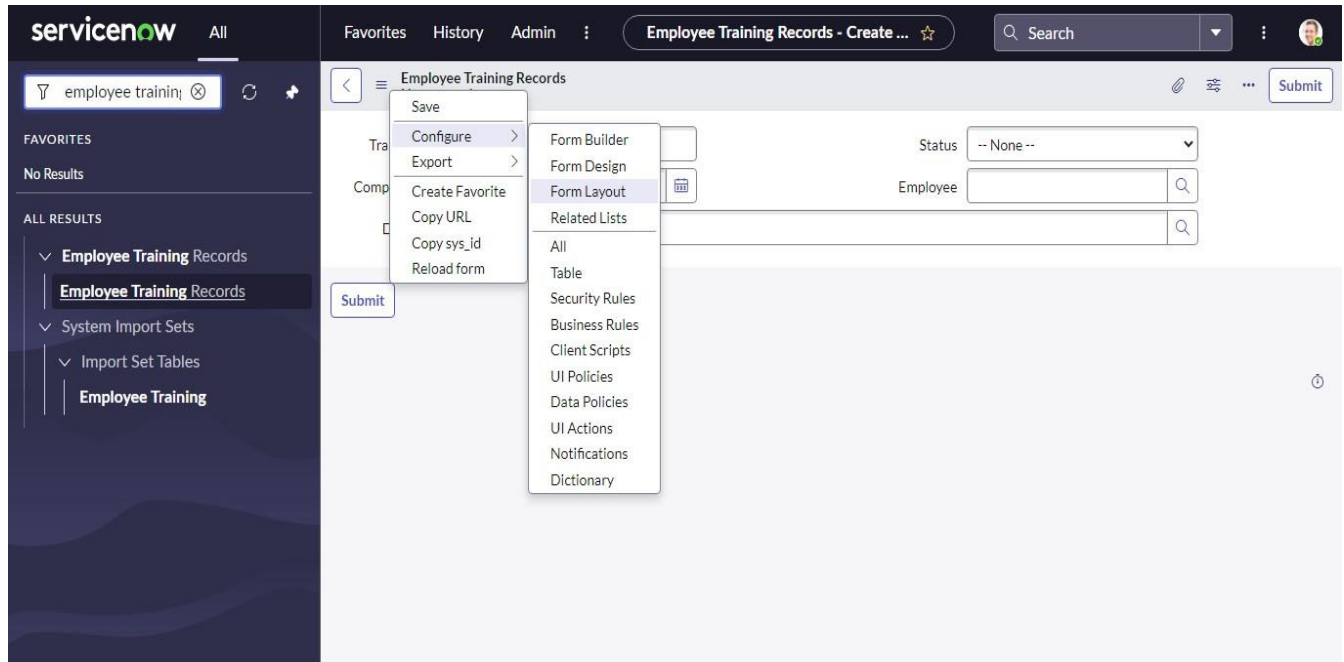 servicenow All Favorites History Admin Employee Training Records - Create ... Search
employee training
Employee Training Records
Submit
FAVORITES
No Results
ALL RESULTS
Employee Training Records
Employee Training Records
System Import Sets
Import Set Tables
Employee Training
Save
Configure
Export
Create Favorite
Copy URL
Copy sys_id
Reload form
Form Builder
Form Design
Form Layout
Related Lists
All
Table
Security Rules
Business Rules
Client Scripts
UI Policies
Data Policies
UI Actions
Notifications
Dictionary
Tra
Status -- None --
Comp
Employee
Submit